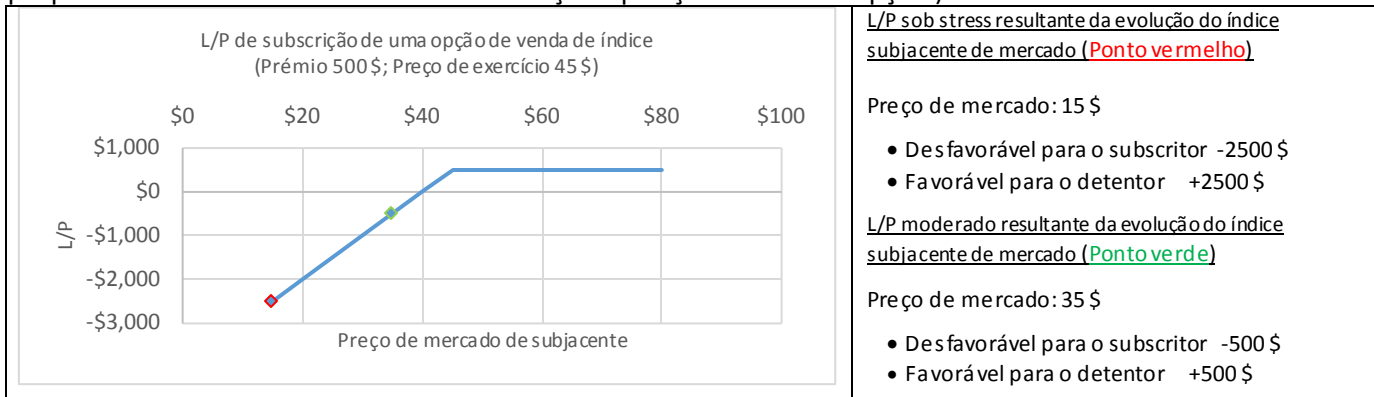 L/P de subscrição de uma opção de venda de índice
(Prémio 500 $; Preço de exercício 45 $)
$0 $20 $40 $60 $80 $100
$1,000
$0
-$1,000
-$2,000
-$3,000
L/P
Preço de mercado de subjacente
L/P sob stress resultante da evolução do índice
subjacente de mercado (Ponto vermelho)
Preço de mercado: 15 $
• Desfavorável para o subscritor -2500 $
• Favorável para o detentor +2500 $
L/P moderado resultante da evolução do índice
subjacente de mercado (Ponto verde)
Preço de mercado: 35 $
• Desfavorável para o subscritor -500 $
• Favorável para o detentor +500 $